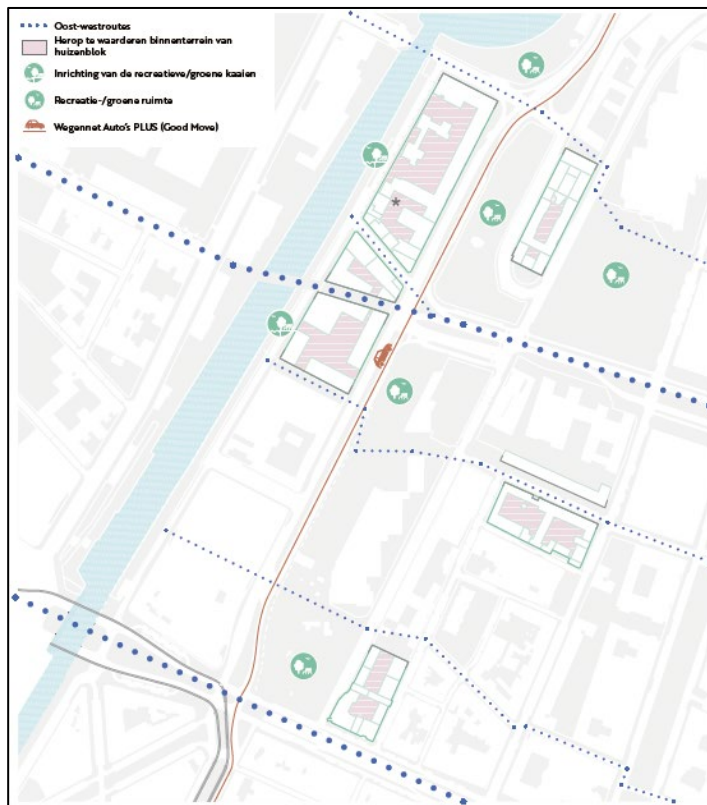 Oost-westroutes
Herop te waarderen binnenterrein van
huizenblok
Inrichting van de recreatieve/groene kaaien
Recreatie-/groene ruimte
Wegennet Auto's PLUS (Good Move)
*